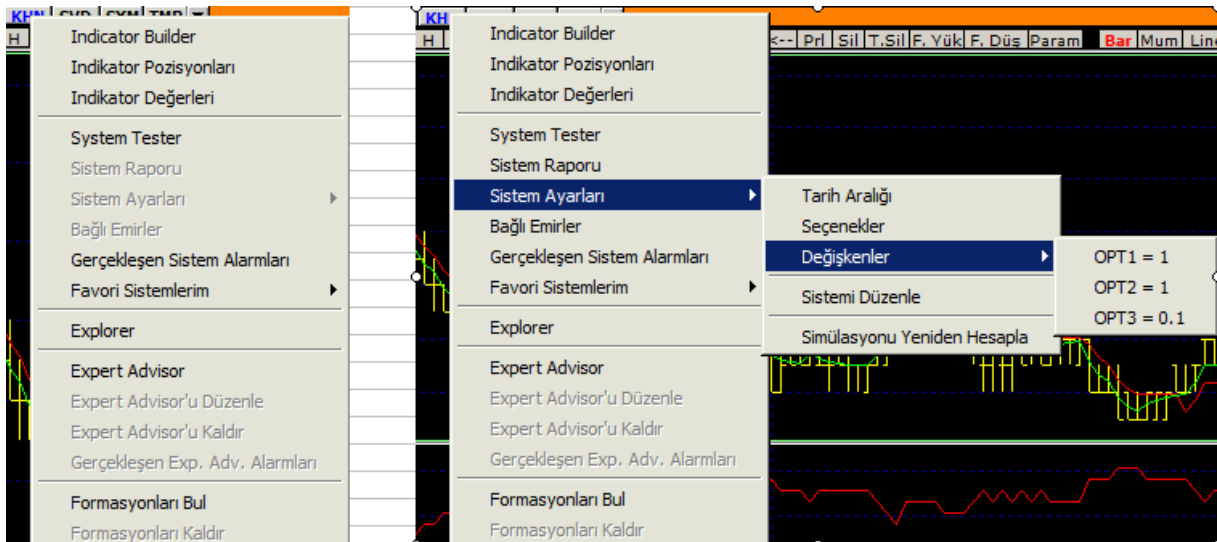 KHN SVD SYM TMP
H
Indicator Builder
Indikator Pozisyonları
Indikator Değerleri
System Tester
Sistem Raporu
Sistem Ayarları
Bağlı Emirler
Gerçekleşen Sistem Alarmları
Favori Sistemlerim
Explorer
Expert Advisor
Expert Advisor'u Düzenle
Expert Advisor'u Kaldır
Gerçekleşen Exp. Adv. Alarmları
Formasyonları Bul
Formasyonları Kaldır
KH
H
<-- Prl Sil T.Sil F. Yük F. Düş Param Bar Mum Line
Indicator Builder
Indikator Pozisyonları
Indikator Değerleri
System Tester
Sistem Raporu
Sistem Ayarları
Bağlı Emirler
Gerçekleşen Sistem Alarmları
Favori Sistemlerim
Explorer
Expert Advisor
Expert Advisor'u Düzenle
Expert Advisor'u Kaldır
Gerçekleşen Exp. Adv. Alarmları
Formasyonları Bul
Formasyonları Kaldır
Tarih Aralığı
Seçenekler
Değişkenler
Sistemi Düzenle
Simülasyonu Yeniden Hesapla
OPT1 = 1
OPT2 = 1
OPT3 = 0.1